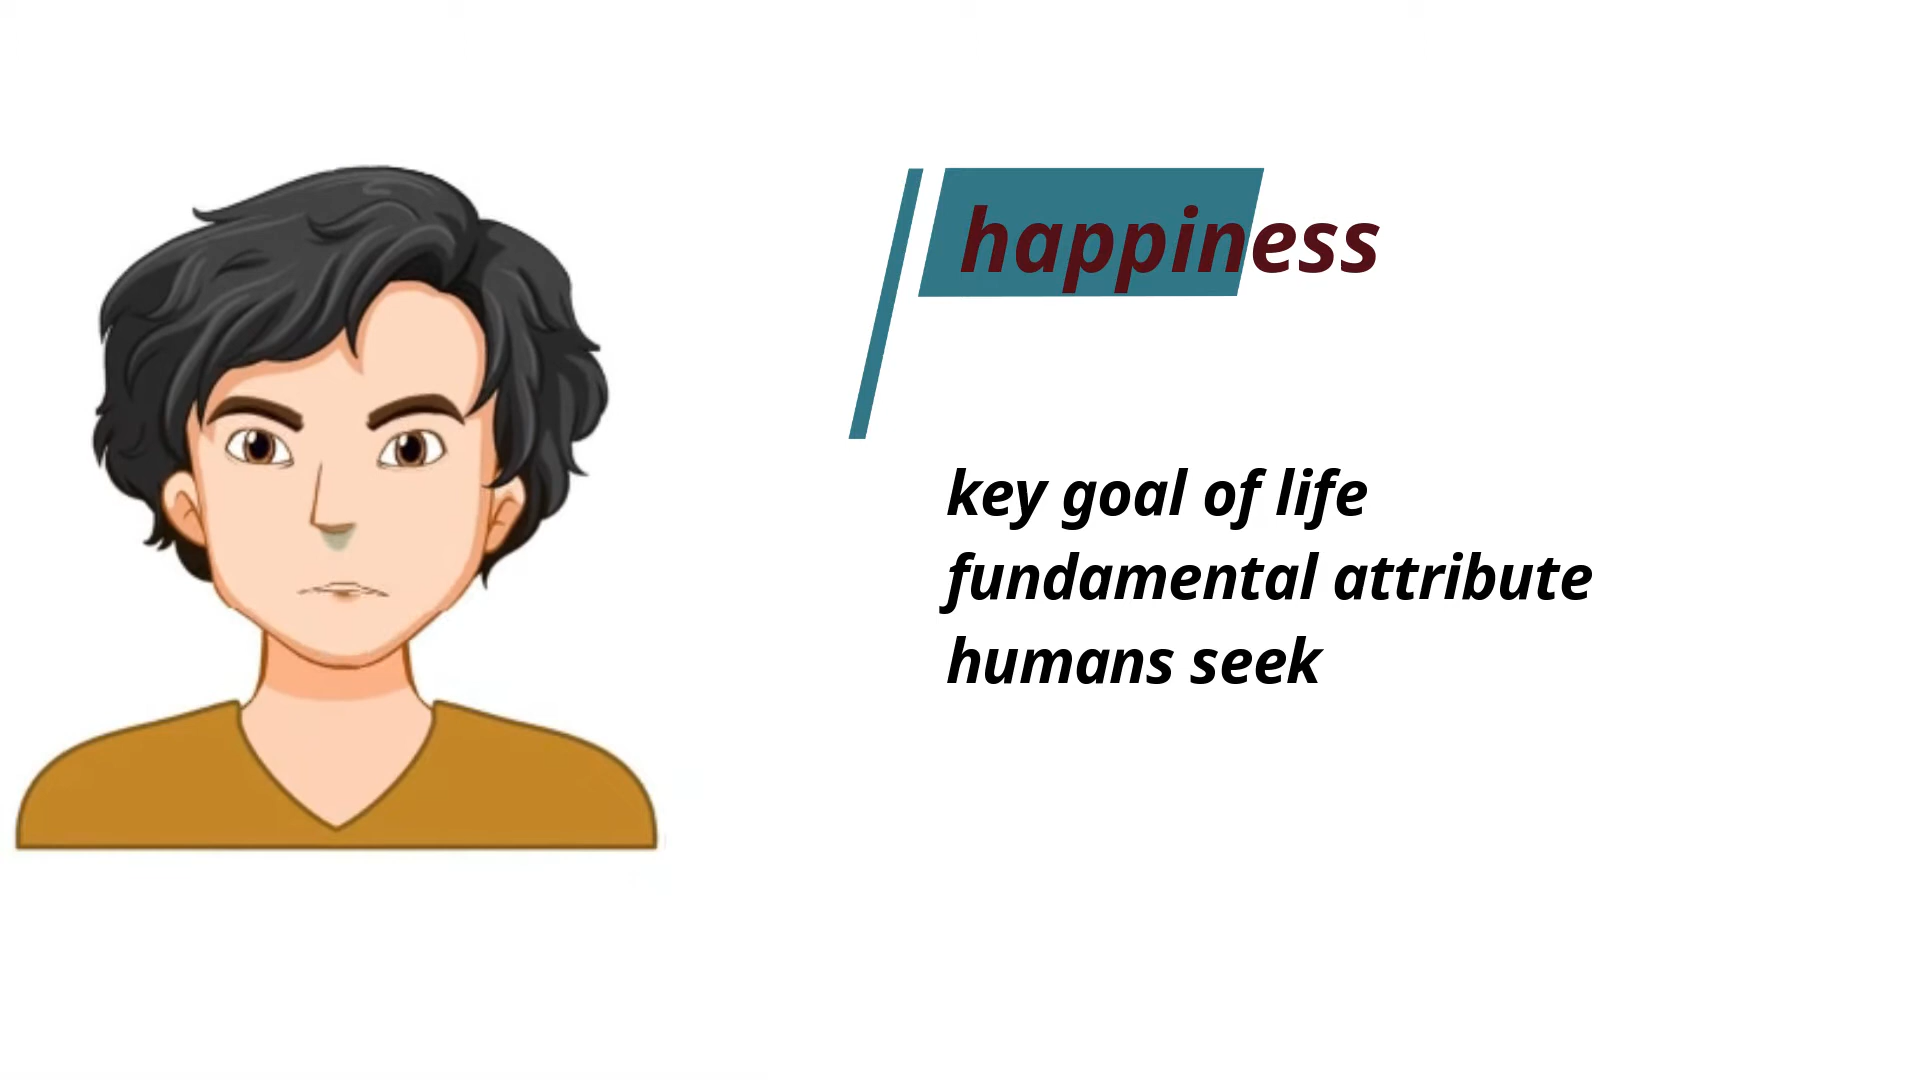 happiness
key goal of life
fundamental attribute
humans seek